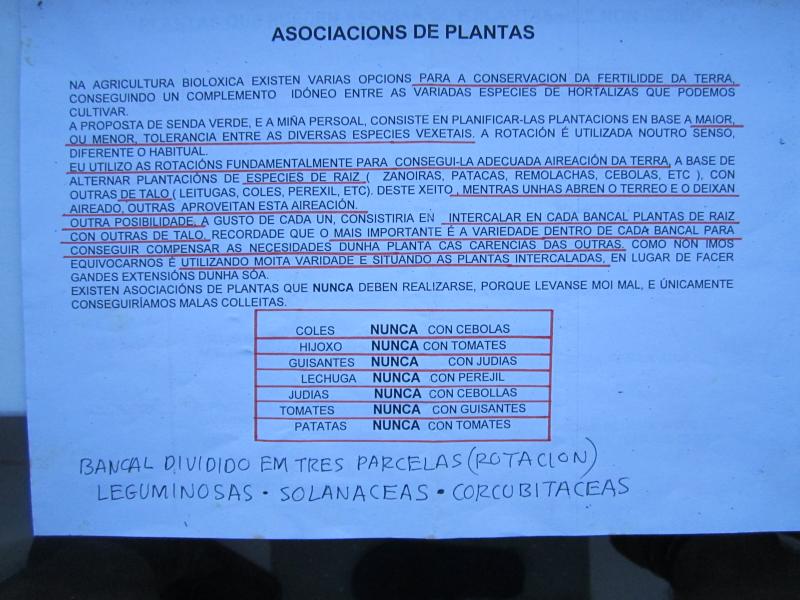 ASOCIACIONS DE PLANTAS
NA AGRICULTURA BIOLOXICA EXISTEN VARIAS OPCIONS PARA A CONSERVACION DA FERTILIDDE DA TERRA,
CONSEGUINDO UN COMPLEMENTO IDÓNEO ENTRE AS VARIADAS ESPECIES DE HORTALIZAS QUE PODEMOS
CULTIVAR.
A PROPOSTA DE SENDA VERDE, E A MIÑA PERSOAL, CONSISTE EN PLANIFICAR-LAS PLANTACIONS EN BASE A MAIOR,
OU MENOR, TOLERANCIA ENTRE AS DIVERSAS ESPECIES VEXETAIS. A ROTACIÓN É UTILIZADA NOUTRO SENSO,
DIFERENTE O HABITUAL.
EU UTILIZO AS ROTACIÓNS FUNDAMENTALMENTE PARA CONSEGUI-LA ADECUADA AIREACIÓN DA TERRA, A BASE DE
ALTERNAR PLANTACIÓNS DE ESPECIES DE RAIZ ( ZANOIRAS, PATACAS, REMOLACHAS, CEBOLAS, ETC ), CON
OUTRAS DE TALO ( LEITUGAS, COLES, PEREXIL, ETC). DESTE XEITO , MENTRAS UNHAS ABREN O TERREO E O DEIXAN
AIREADO, OUTRAS APROVEITAN ESTA AIREACIÓN.
OUTRA POSIBILIDADE, A GUSTO DE CADA UN, CONSISTIRIA EN INTERCALAR EN CADA BANCAL PLANTAS DE RAIZ
CON OUTRAS DE TALO. RECORDADE QUE O MAIS IMPORTANTE É A VARIEDADE DENTRO DE CADA BANCAL PARA
CONSEGUIR COMPENSAR AS NECESIDADES DUNHA PLANTA CAS CARENCIAS DAS OUTRAS. COMO NON IMOS
EQUIVOCARNOS É UTILIZANDO MOITA VARIDADE E SITUANDO AS PLANTAS INTERCALADAS, EN LUGAR DE FACER
GANDES EXTENSIÓNS DUNHA SÓA.
EXISTEN ASOCIACIÓNS DE PLANTAS QUE NUNCA DEBEN REALIZARSE, PORQUE LEVANSE MOI MAL, E ÚNICAMENTE
CONSEGUIRÍAMOS MALAS COLLEITAS.
COLES NUNCA CON CEBOLAS
HIJOXO NUNCA CON TOMATES
GUISANTES NUNCA CON JUDIAS
LECHUGA NUNCA CON PEREJIL
JUDIAS NUNCA CON CEBOLLAS
TOMATES NUNCA CON GUISANTES
PATATAS NUNCA CON TOMATES
BANCAL DIVIDIDO EM TRES PARCELAS (ROTACION)
LEGUMINOSAS · SOLANACEAS · CORCUBITACEAS